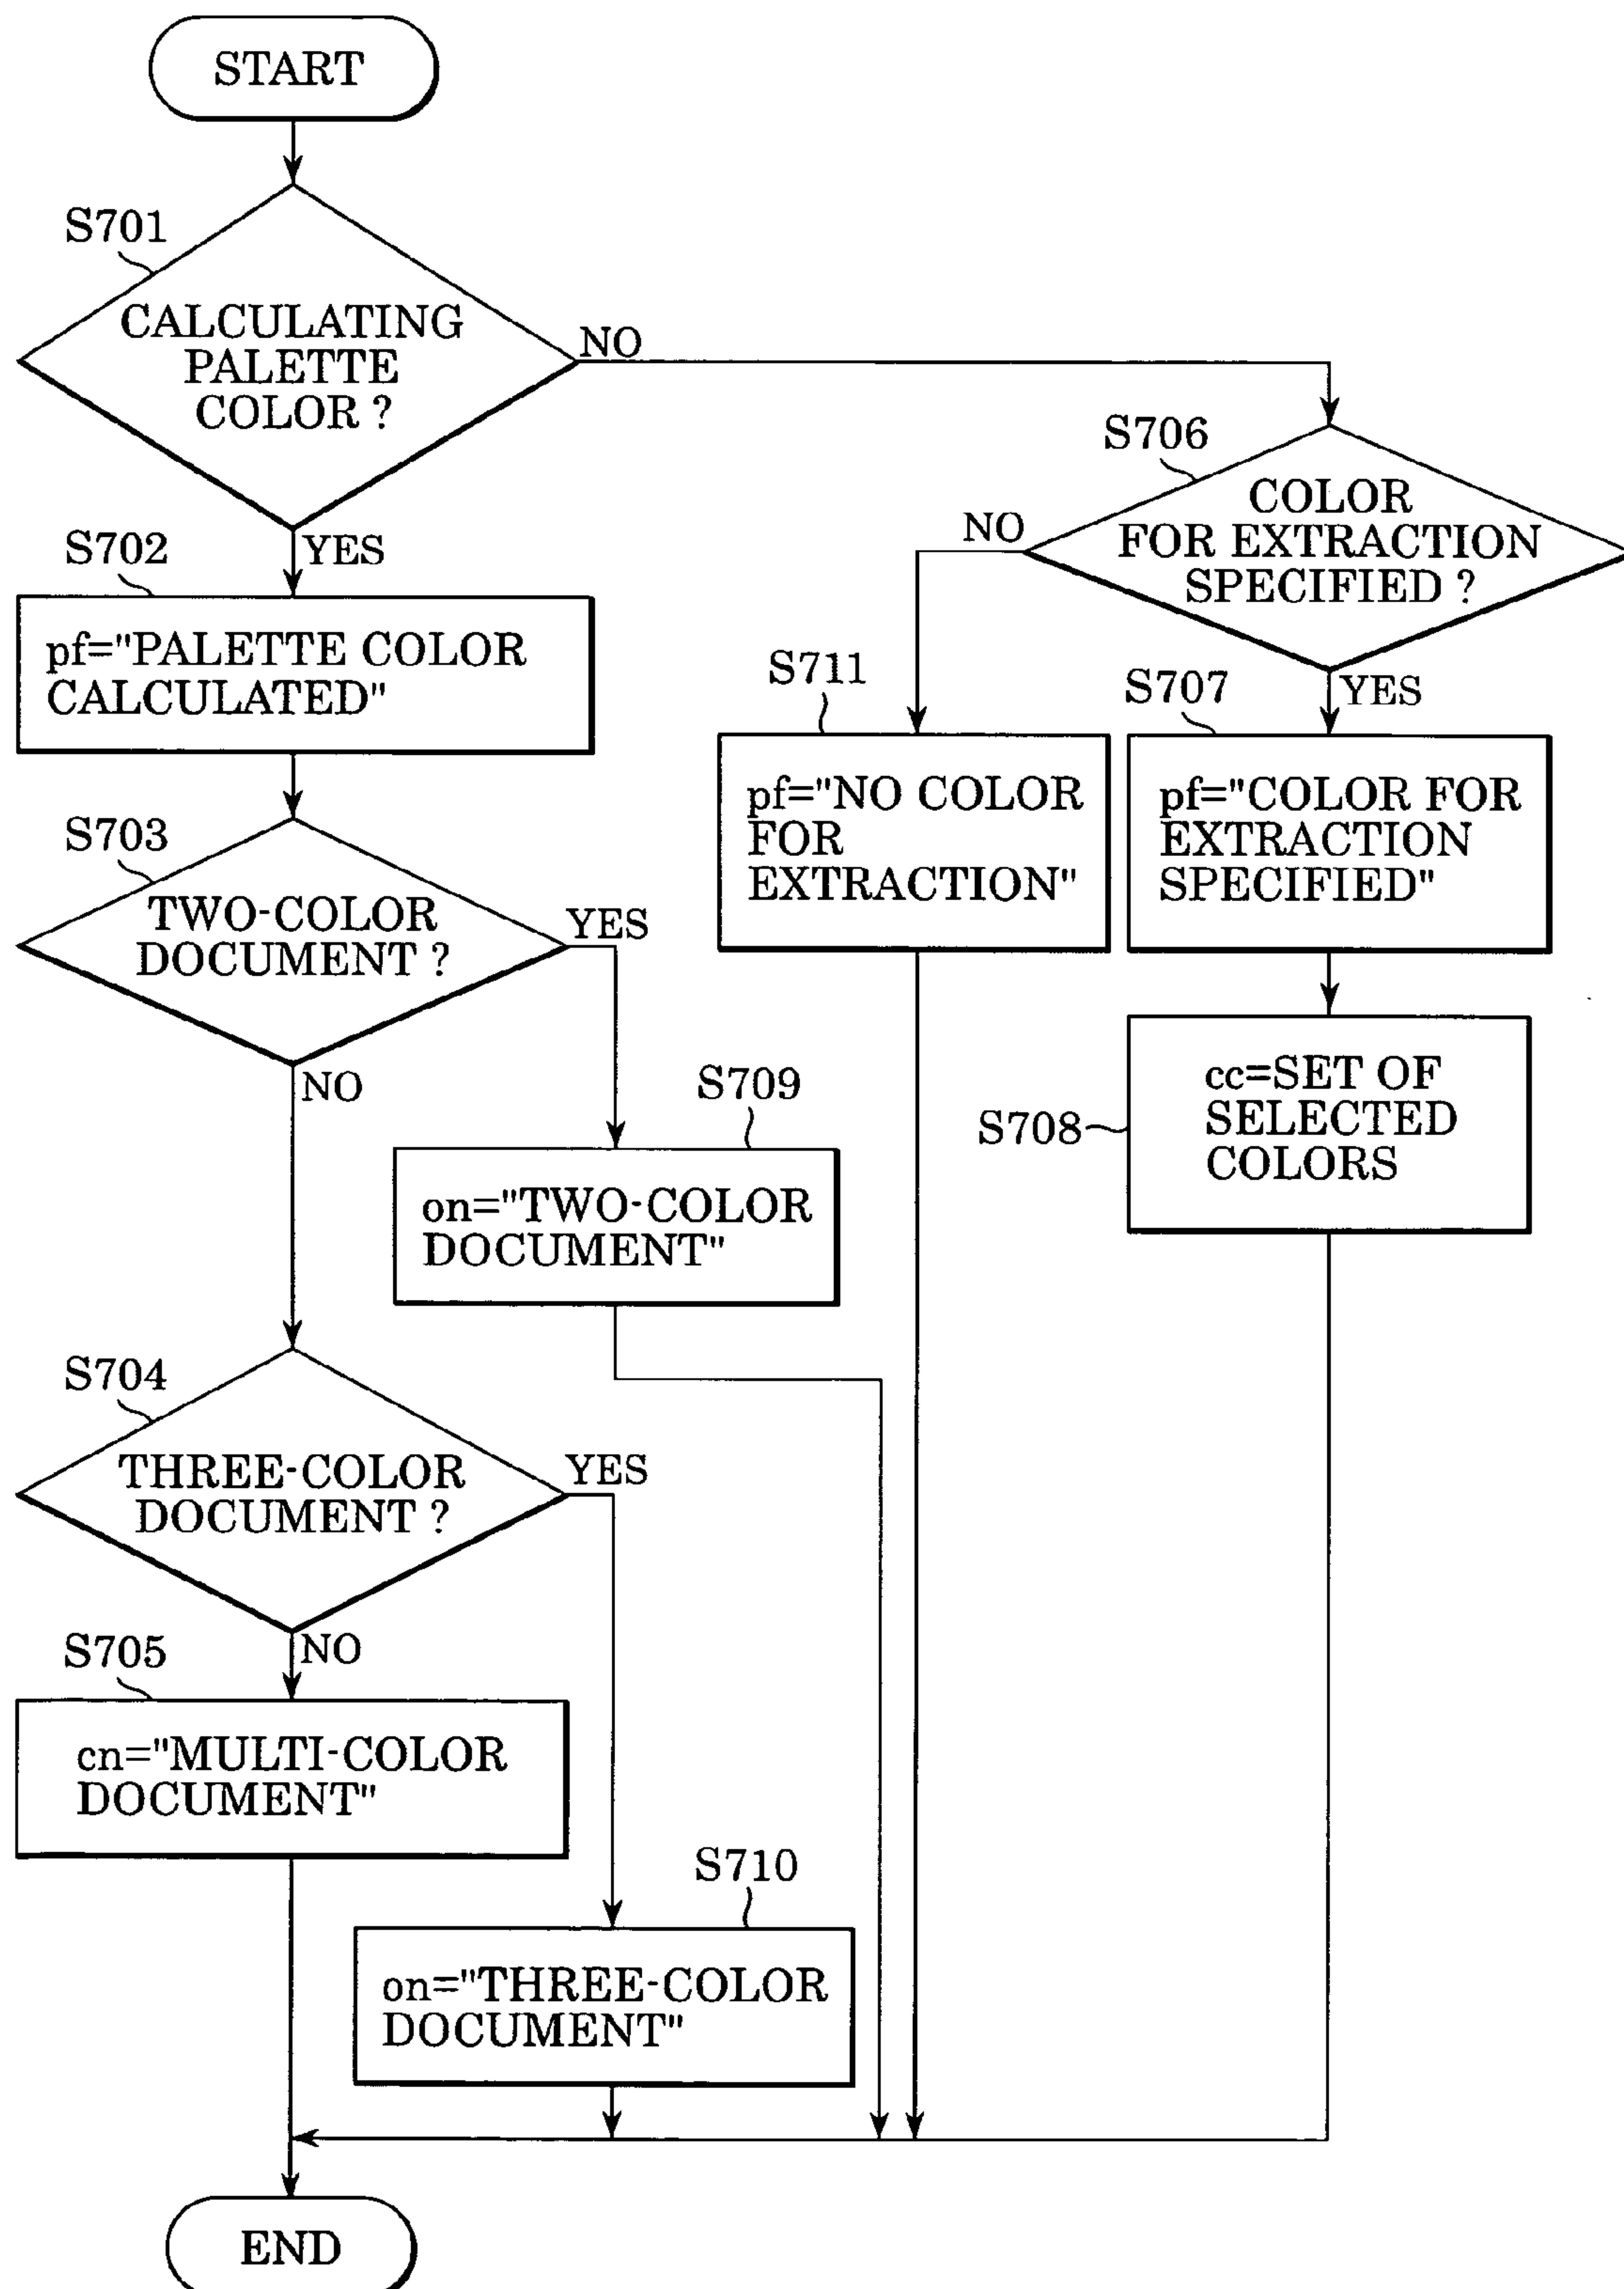 START
S701
CALCULATING
PALETTE
COLOR ?
NO
YES
S706
COLOR
FOR EXTRACTION
SPECIFIED ?
NO
YES
S702
pf="PALETTE COLOR
CALCULATED"
S711
pf="NO COLOR
FOR
EXTRACTION"
S707
pf="COLOR FOR
EXTRACTION
SPECIFIED"
S703
TWO-COLOR
DOCUMENT ?
YES
NO
S708
cc=SET OF
SELECTED
COLORS
S709
on="TWO-COLOR
DOCUMENT"
S704
THREE-COLOR
DOCUMENT ?
YES
NO
S705
cn="MULTI-COLOR
DOCUMENT"
S710
on="THREE-COLOR
DOCUMENT"
END